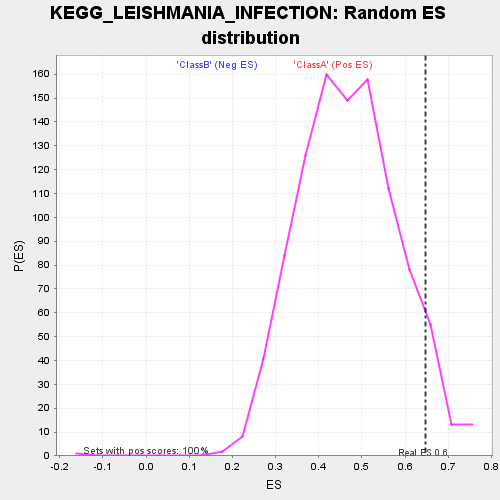 KEGG_LEISHMANIA_INFECTION: Random ES
distribution
'ClassB' (Neg ES) 'ClassA' (Pos ES)
160
150
140
130
120
110
100
90
80
70
60
50
40
30
20
10
0
P(ES)
Sets with pos scores: 100%
Real ES 0.6
-0.2 -0.1 0.0 0.1 0.2 0.3 0.4 0.5 0.6 0.7 0.8
ES